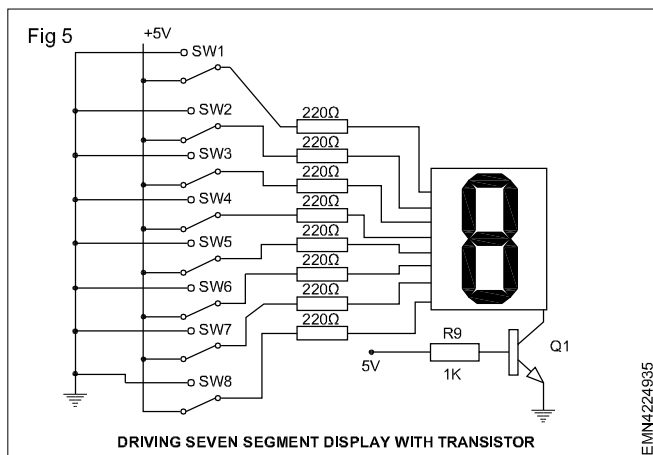 Fig 5
+5V
SW1
SW2
220Ω
SW3
220Ω
220Ω
SW4
220Ω
SW5
220Ω
SW6
220Ω
SW7
220Ω
220Ω
SW8
R9
5V
1K
Q1
DRIVING SEVEN SEGMENT DISPLAY WITH TRANSISTOR
EMN4224935